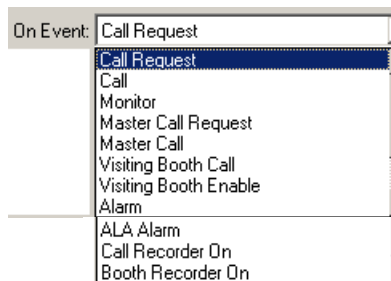 On Event: Call Request
Call Request
Call
Monitor
Master Call Request
Master Call
Visiting Booth Call
Visiting Booth Enable
Alarm
ALA Alarm
Call Recorder On
Booth Recorder On